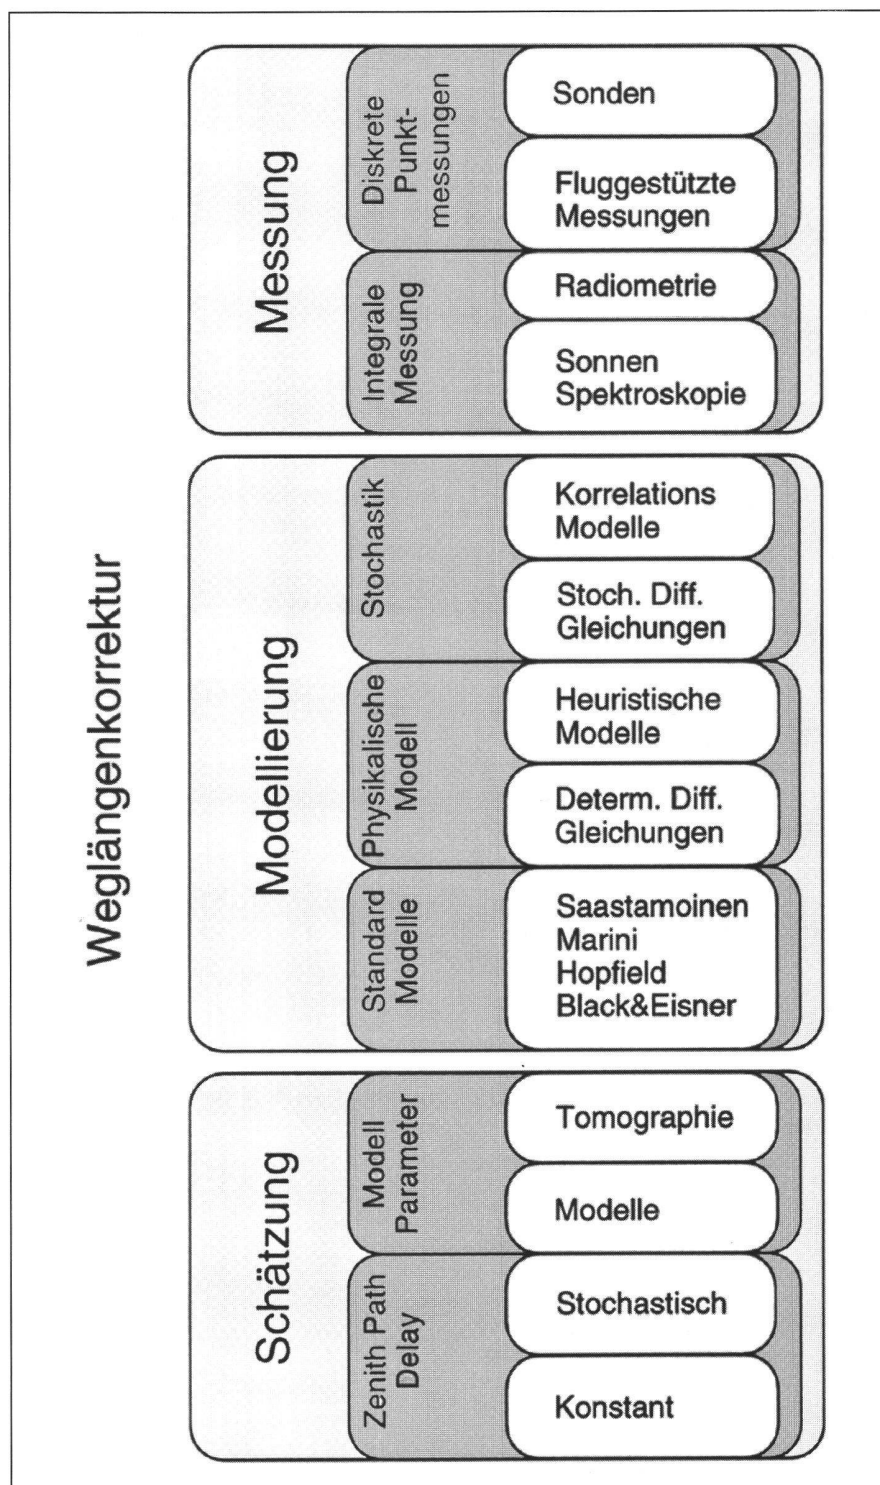 Weglängenkorrektur
Messung
Diskrete
Punkt-
messungen
Sonden
Fluggestützte
Messungen
Integrale
Messung
Radiometrie
Sonnen
Spektroskopie
Modellierung
Stochastik
Korrelations
Modelle
Stoch. Diff.
Gleichungen
Physikalische
Modell
Heuristische
Modelle
Determ. Diff.
Gleichungen
Standard
Modelle
Saastamoinen
Marini
Hopfield
Black&Eisner
Schätzung
Modell
Parameter
Tomographie
Modelle
Zenith Path
Delay
Stochastisch
Konstant